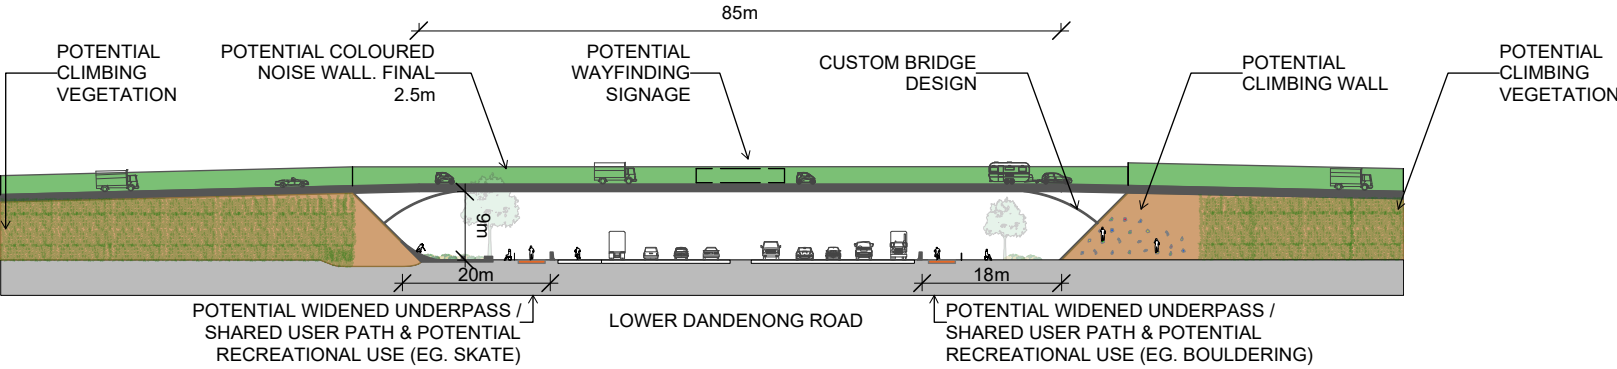 85m
POTENTIAL
CLIMBING
VEGETATION
POTENTIAL COLOURED
NOISE WALL. FINAL
2.5m
POTENTIAL
WAYFINDING
SIGNAGE
CUSTOM BRIDGE
DESIGN
POTENTIAL
CLIMBING WALL
POTENTIAL
CLIMBING
VEGETATION
9m
20m
18m
POTENTIAL WIDENED UNDERPASS /
SHARED USER PATH & POTENTIAL
RECREATIONAL USE (EG. SKATE)
LOWER DANDENONG ROAD
POTENTIAL WIDENED UNDERPASS /
SHARED USER PATH & POTENTIAL
RECREATIONAL USE (EG. BOULDERING)